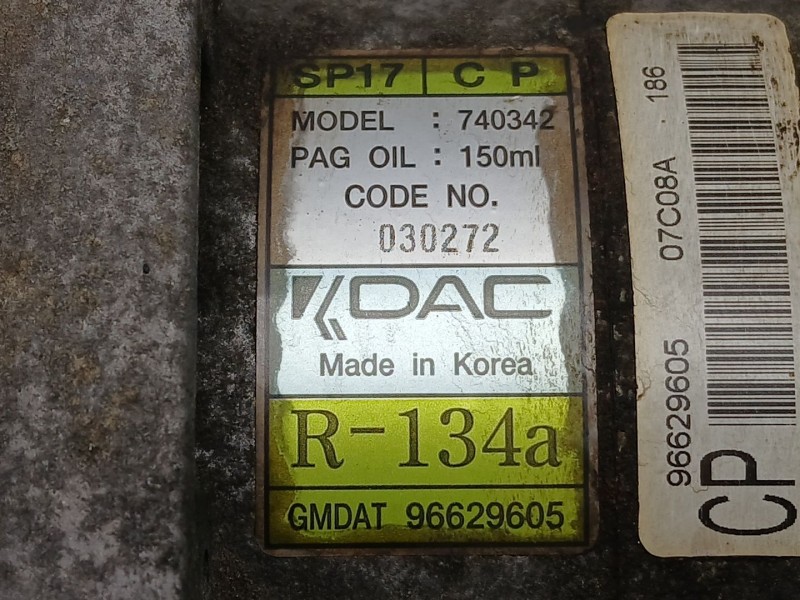 SP17 | C P
MODEL : 740342
PAG OIL : 150ml
CODE NO.
030272
KDAC
Made in Korea
R-134a
GMDAT 96629605
96629605 07C08A 186
CP